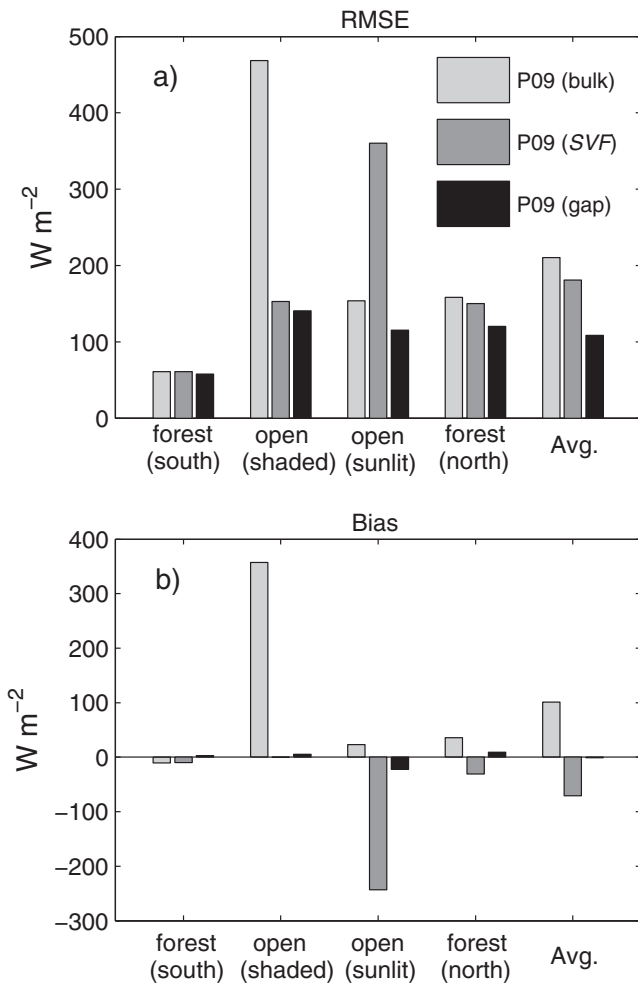 RMSE
a)
P09 (bulk)
P09 (SVF)
P09 (gap)
500
400
300
200
100
0
W m⁻²
forest (south)
open (shaded)
open (sunlit)
forest (north)
Avg.
Bias
b)
400
300
200
100
0
−100
−200
−300
W m⁻²
forest (south)
open (shaded)
open (sunlit)
forest (north)
Avg.